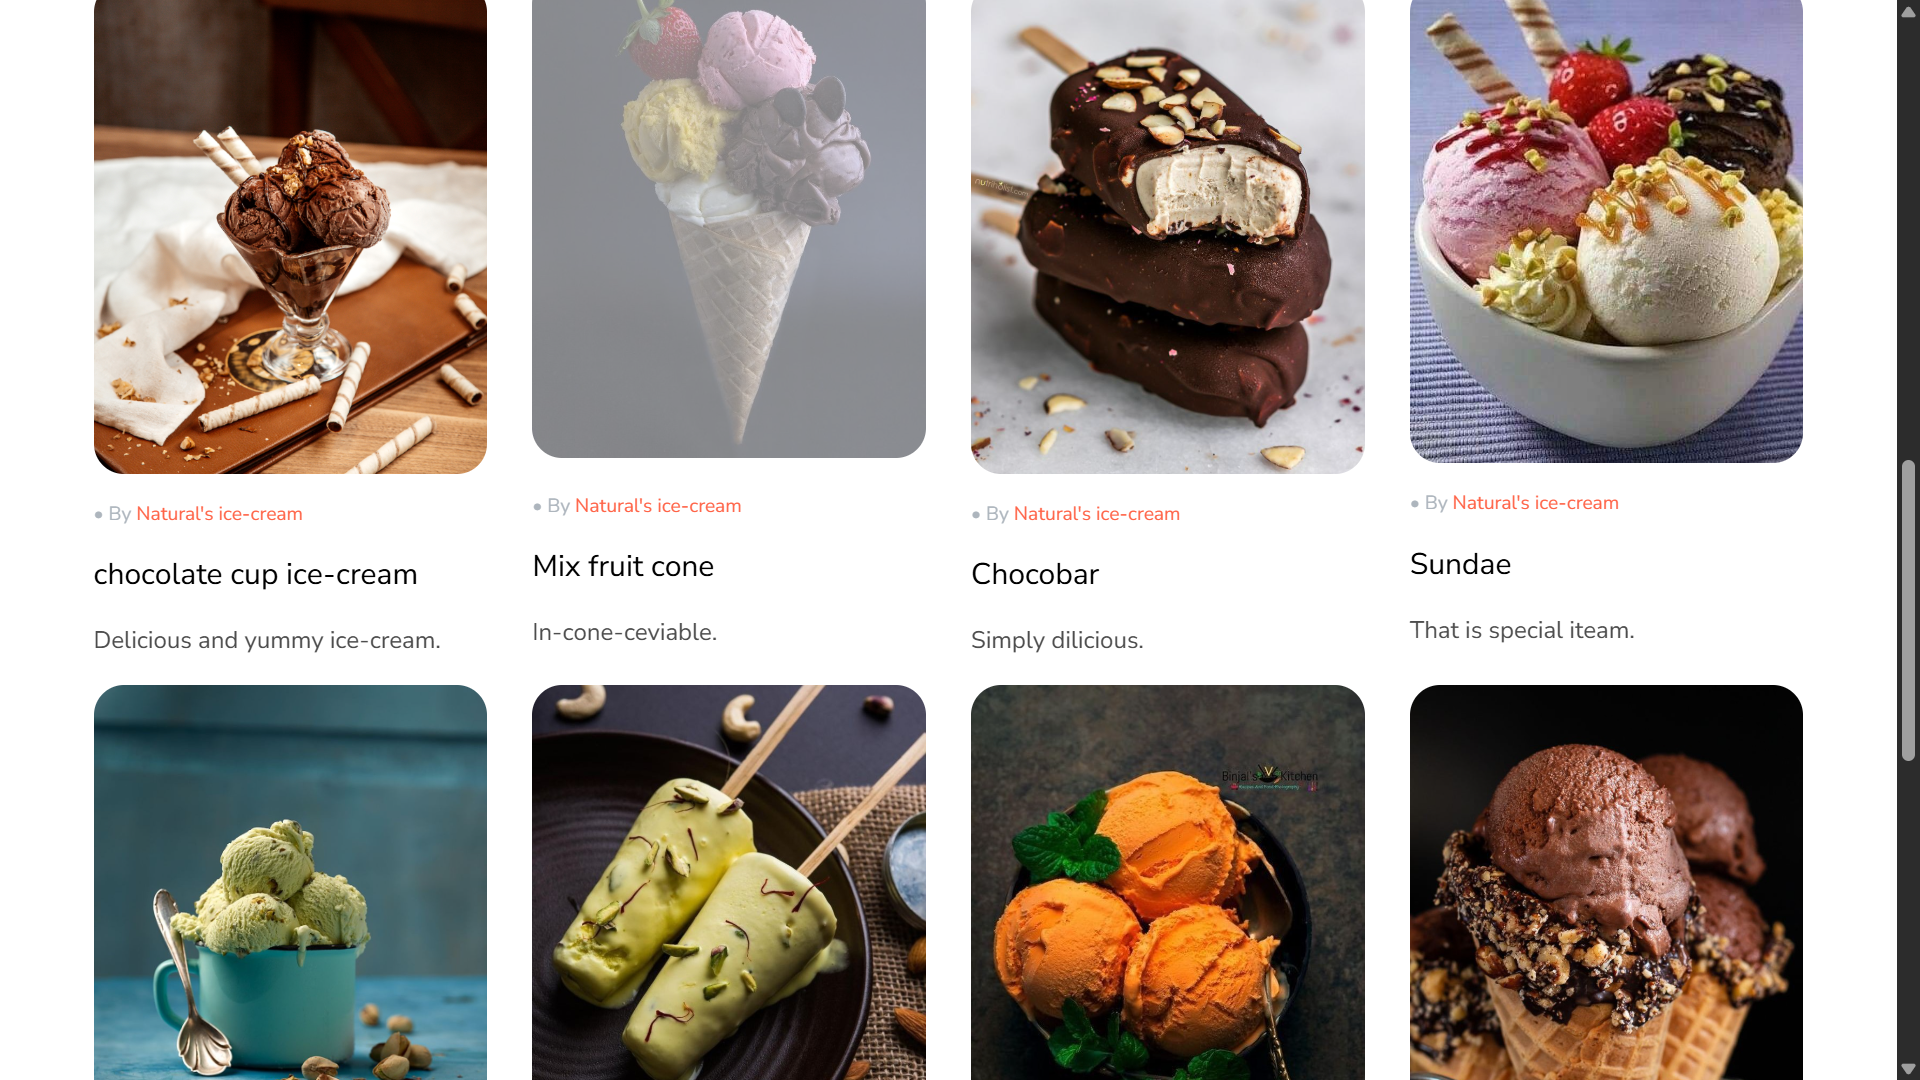 nutriholist.com
• By Natural's ice-cream
chocolate cup ice-cream
Delicious and yummy ice-cream.
• By Natural's ice-cream
Mix fruit cone
In-cone-ceviable.
• By Natural's ice-cream
Chocobar
Simply dilicious.
• By Natural's ice-cream
Sundae
That is special iteam.
Binjal's Kitchen